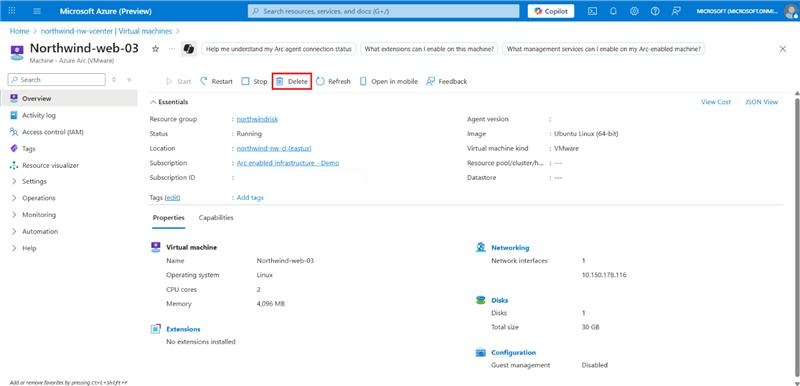 Microsoft Azure (Preview)
Search resources, services, and docs (G+/)
Copilot
MICROSOFT (MICROSOFT.ONMI...
Home > northwind-nw-vcenter | Virtual machines >
Northwind-web-03
Machine - Azure Arc (VMware)
Help me understand my Arc agent connection status
What extensions can I enable on this machine?
What management services can I enable on my Arc-enabled machine?
Search
Start
Restart
Stop
Delete
Refresh
Open in mobile
Feedback
Overview
Activity log
Access control (IAM)
Tags
Resource visualizer
Settings
Operations
Monitoring
Automation
Help
Essentials
View Cost
JSON View
Resource group : northwindrisk
Status : Running
Location : northwind-nw-cl (eastus)
Subscription : Arc enabled infrastructure - Demo
Subscription ID :
Agent version :
Image : Ubuntu Linux (64-bit)
Virtual machine kind : VMware
Resource pool/cluster/h... : ---
Datastore : ---
Tags (edit) : Add tags
Properties
Capabilities
Virtual machine
Name Northwind-web-03
Operating system Linux
CPU cores 2
Memory 4,096 MB
Extensions
No extensions installed
Networking
Network interfaces 1
10.150.178.116
Disks
Disks 1
Total size 30 GB
Configuration
Guest management Disabled
Add or remove favorites by pressing Ctrl+Shift+F